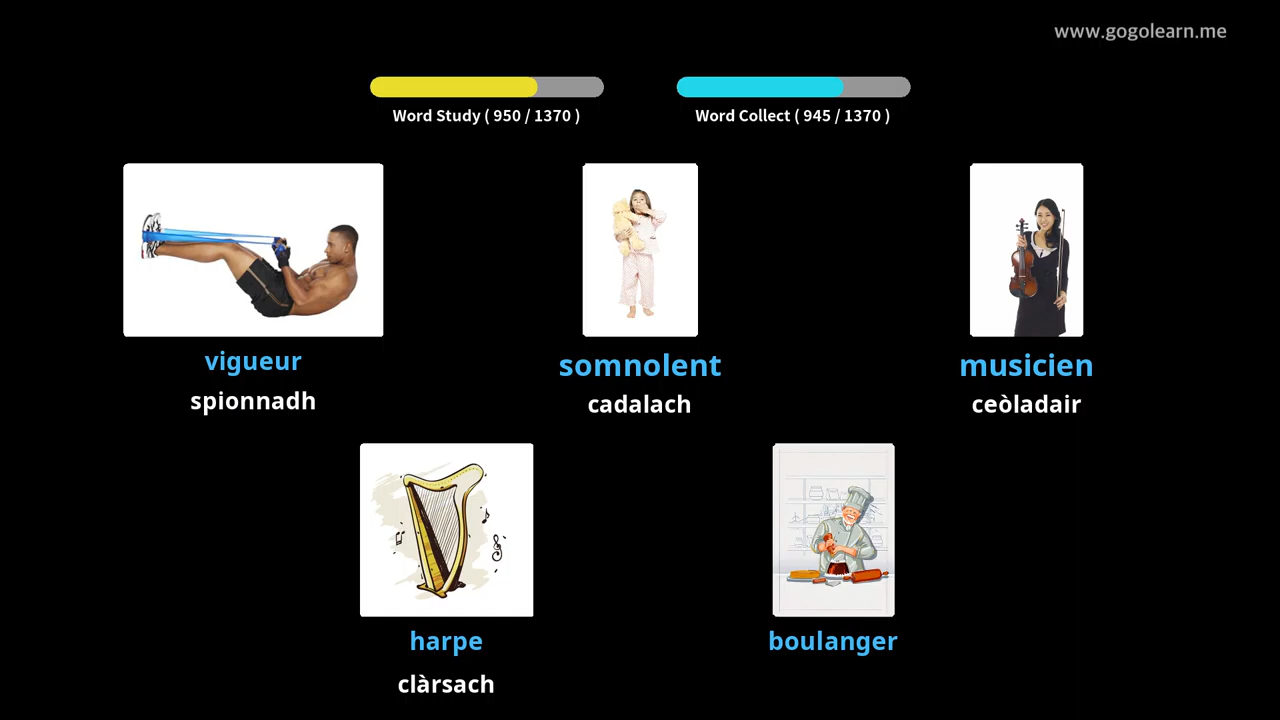 www.gogolearn.me
Word Study ( 950 / 1370 )
Word Collect ( 945 / 1370 )
vigueur
somnolent
musicien
spionnadh
cadalach
ceòladair
harpe
boulanger
clàrsach